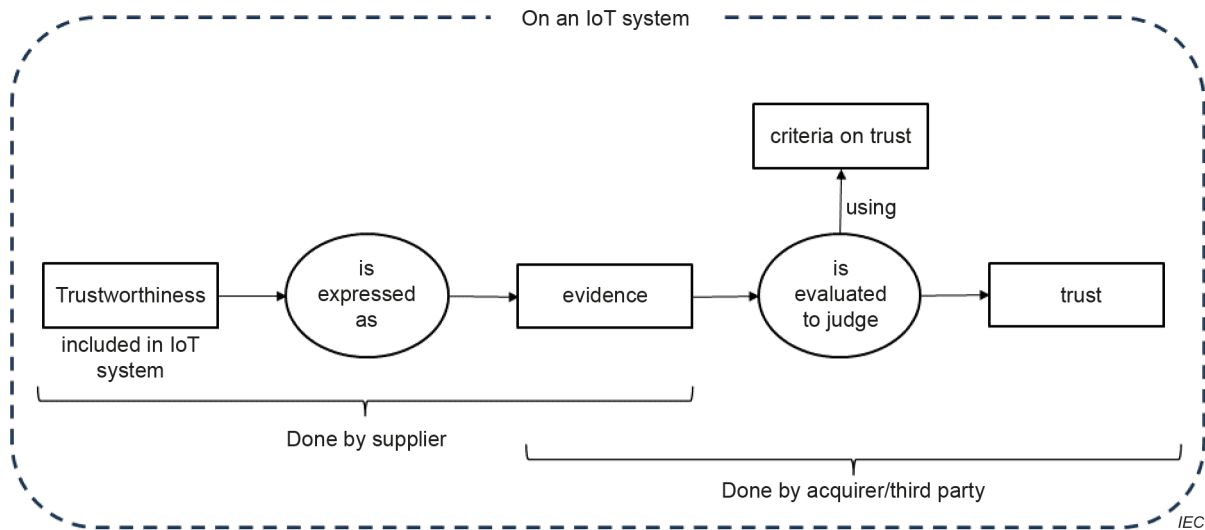 On an IoT system
criteria on trust
using
Trustworthiness
included in IoT
system
is
expressed
as
evidence
is
evaluated
to judge
trust
Done by supplier
Done by acquirer/third party
IEC